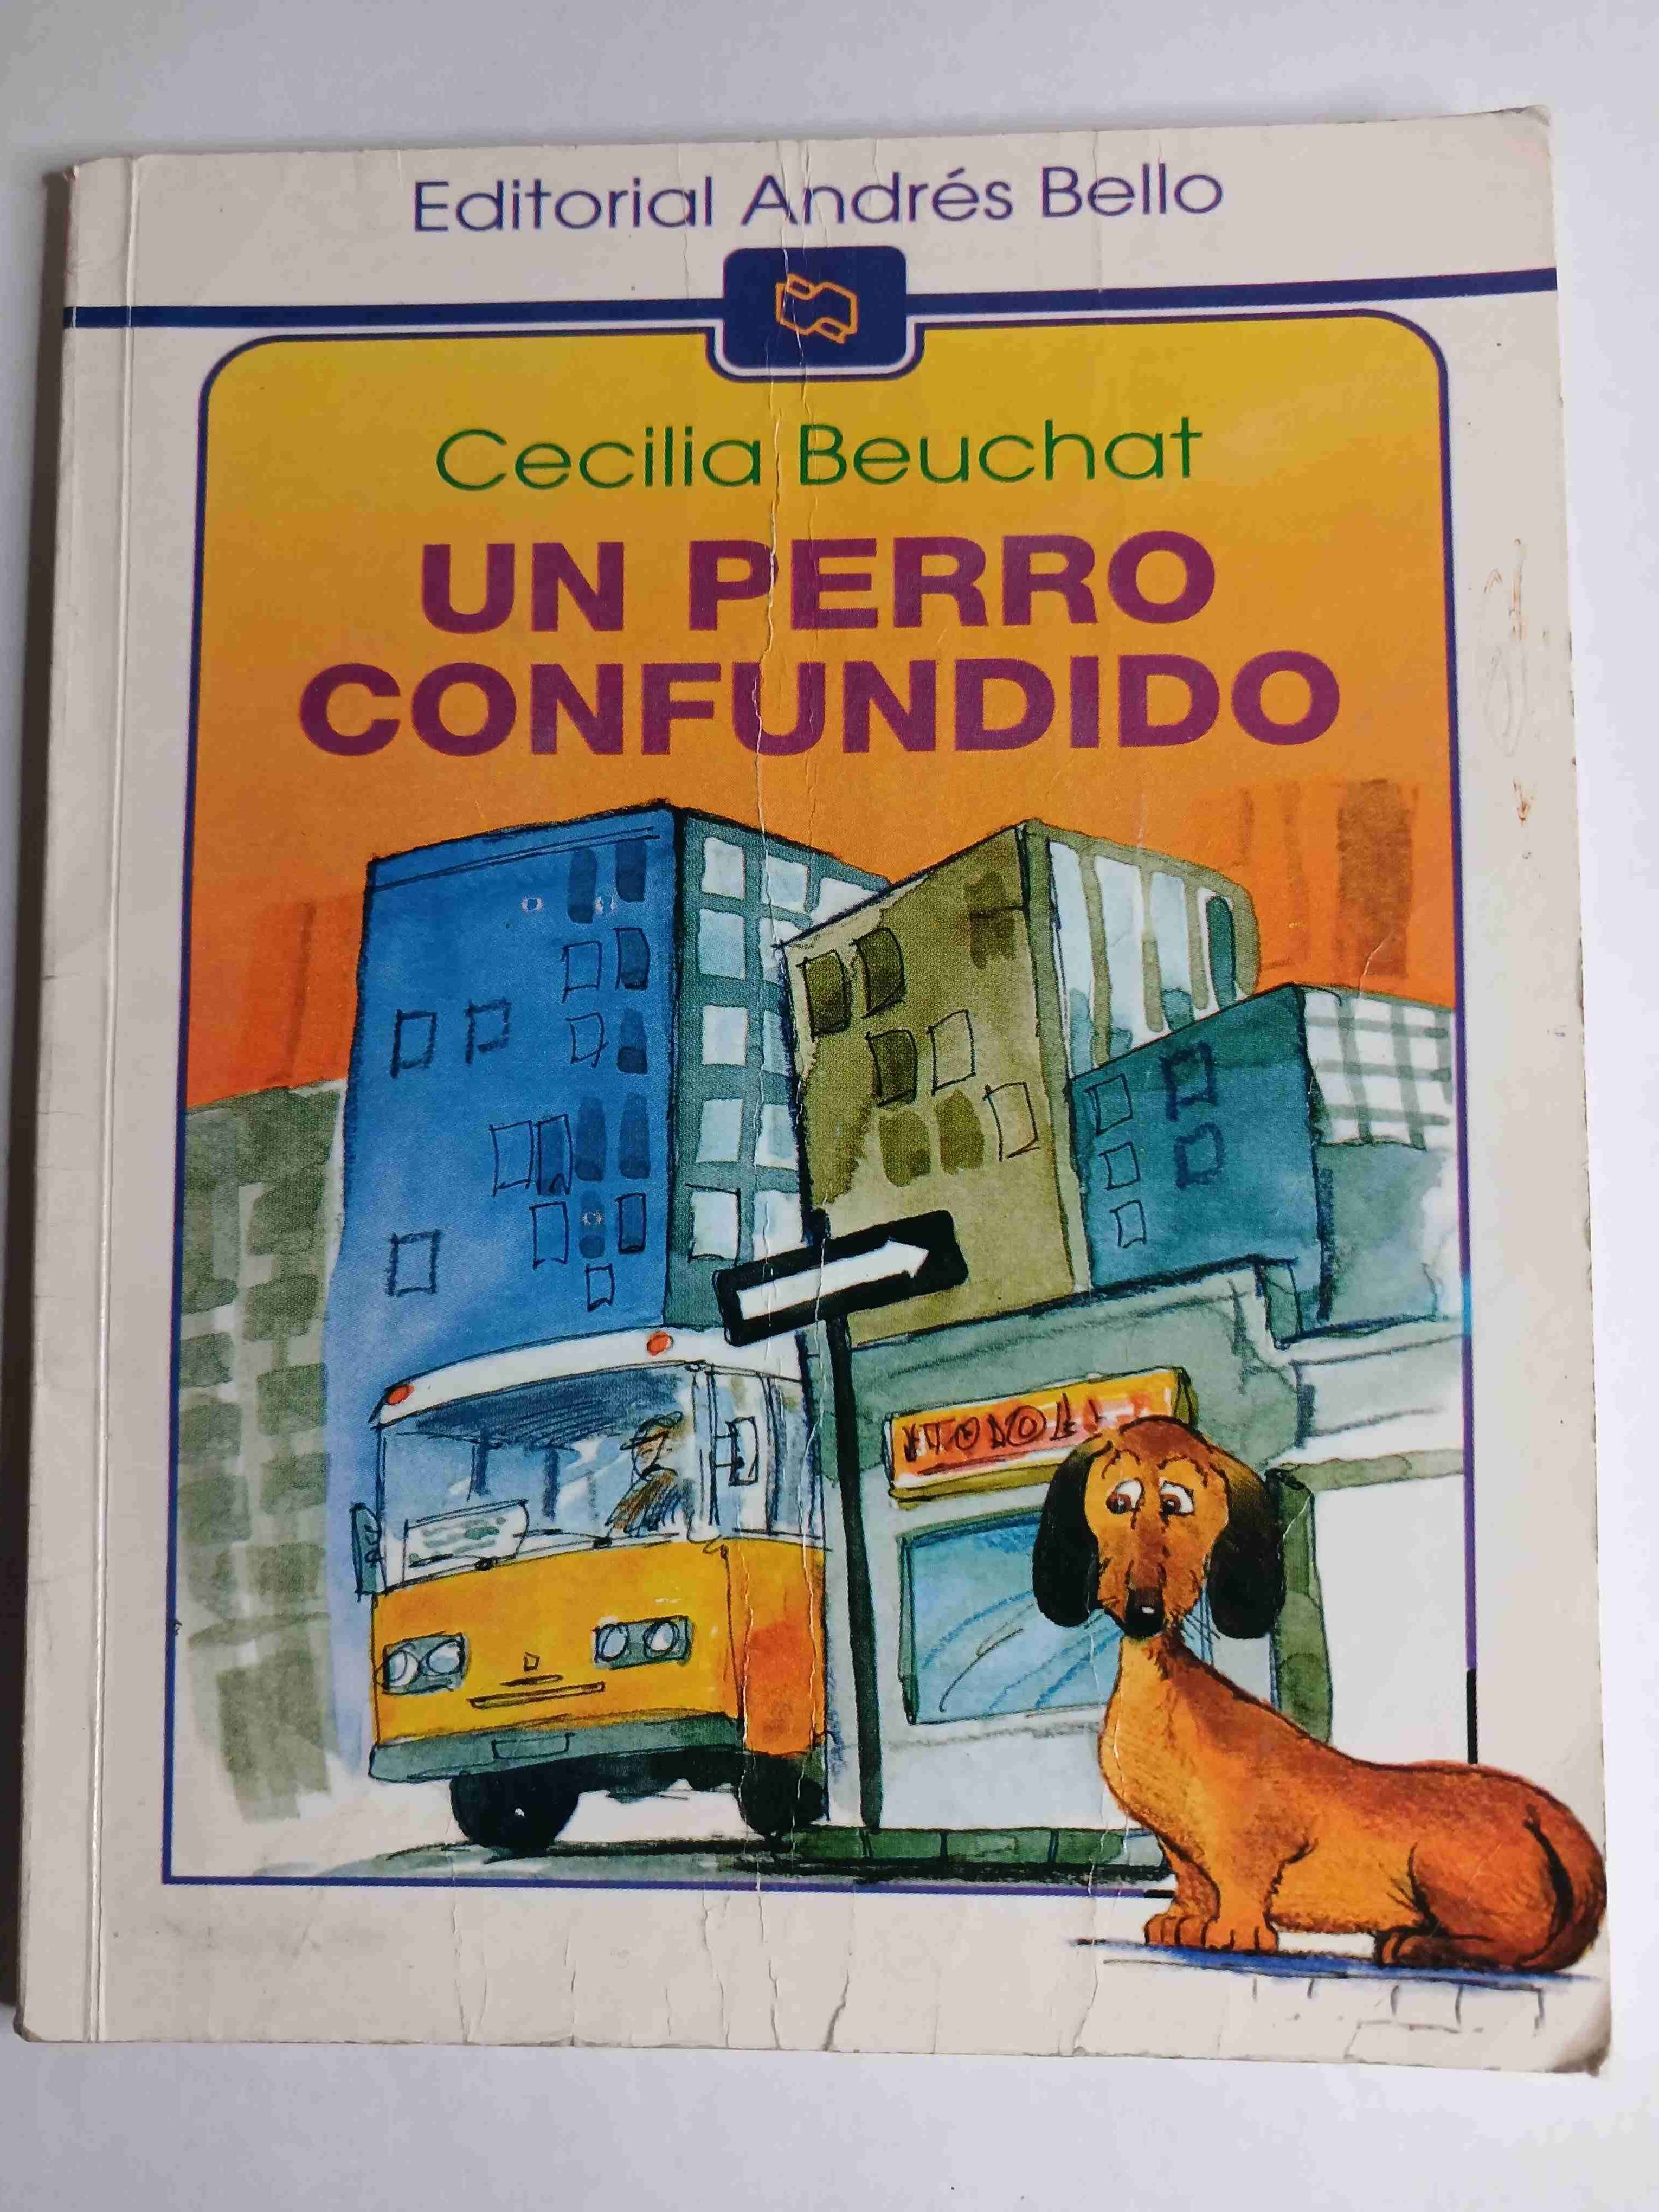 Editorial Andrés Bello
Cecilia Beuchat
UN PERRO
CONFUNDIDO